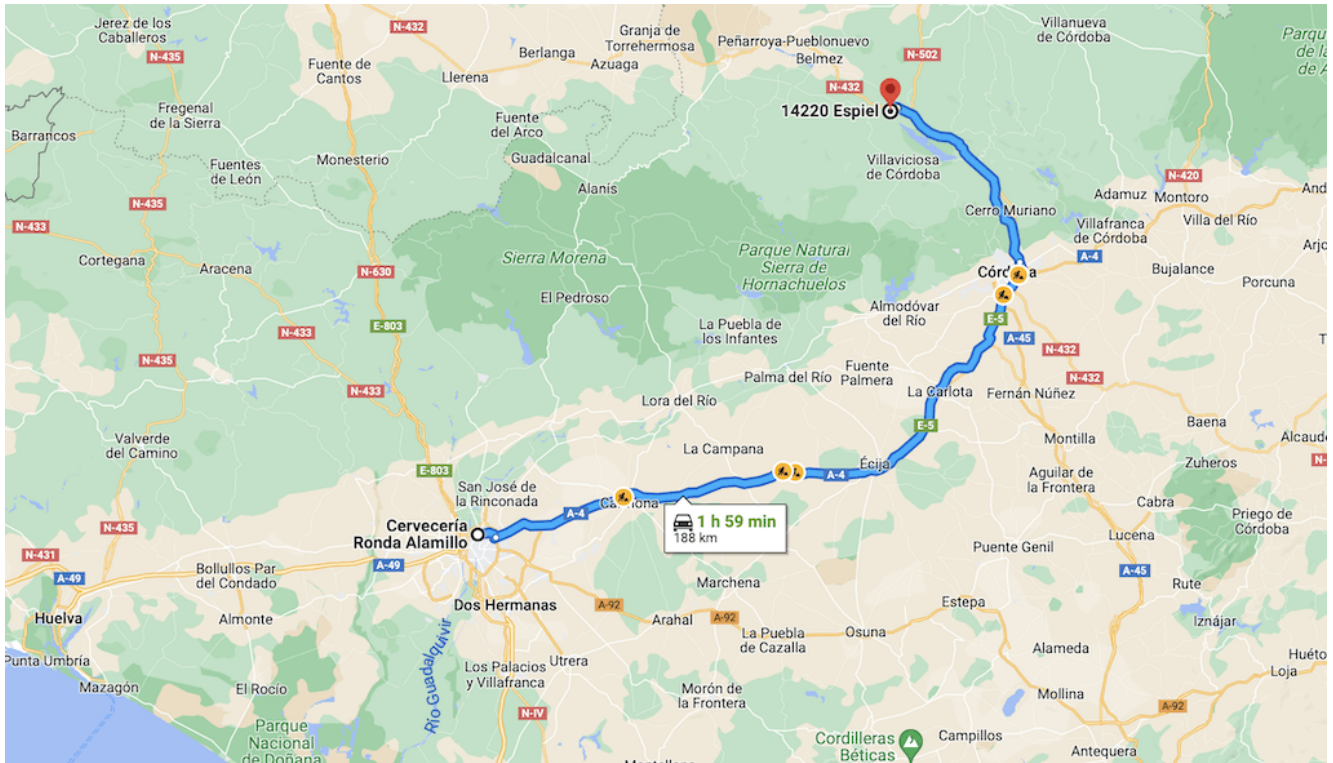 Jerez de los
Caballeros
N-432
Granja de
Torrehermosa
Villanueva
de Córdoba
Peñarroya-Pueblonuevo
N-435
Berlanga
Azuaga
Belmez
N-502
Fuente de
Cantos
Llerena
N-432
Fregenal
de la Sierra
Fuente
del Arco
14220 Espiel
Barrancos
Fuentes
de León
Monesterio
Guadalcanal
Villaviciosa
de Córdoba
N-420
Alanís
Adamuz
Montoro
N-435
Cerro Muriano
Villa del Río
N-433
Villafranca
de Córdoba
Sierra Morena
Parque Natural
Sierra de
Hornachuelos
A-4
Cortegana
Aracena
N-630
Bujalance
Porcuna
El Pedroso
Almodóvar
del Río
E-803
N-433
La Puebla de
los Infantes
E-5
A-45
N-435
N-432
Fuente
Palmera
N-433
Palma del Río
N-432
La Carlota
Fernán Núñez
Lora del Río
Baena
Valverde
del Camino
La Campana
E-5
Montilla
Zuheros
E-803
Écija
A-4
San José de
la Rinconada
Aguilar de
la Frontera
Cabra
A-4
Priego de
Córdoba
Cervecería
Ronda Alamillo
1 h 59 min
188 km
N-435
Lucena
N-431
Puente Genil
A-49
A-49
Bollullos Par
del Condado
Marchena
A-45
Rute
Dos Hermanas
A-92
Estepa
Huelva
Almonte
Arahal
A-92
Iznájar
La Puebla
de Cazalla
Osuna
Alameda
Río Guadalquivir
Punta Umbría
Utrera
Los Palacios
y Villafranca
Loja
Mazagón
El Rocío
Morón de
la Frontera
Mollina
N-IV
A-92
Parque
Nacional
de Doñana
Cordilleras
Béticas
Campillos
Antequera